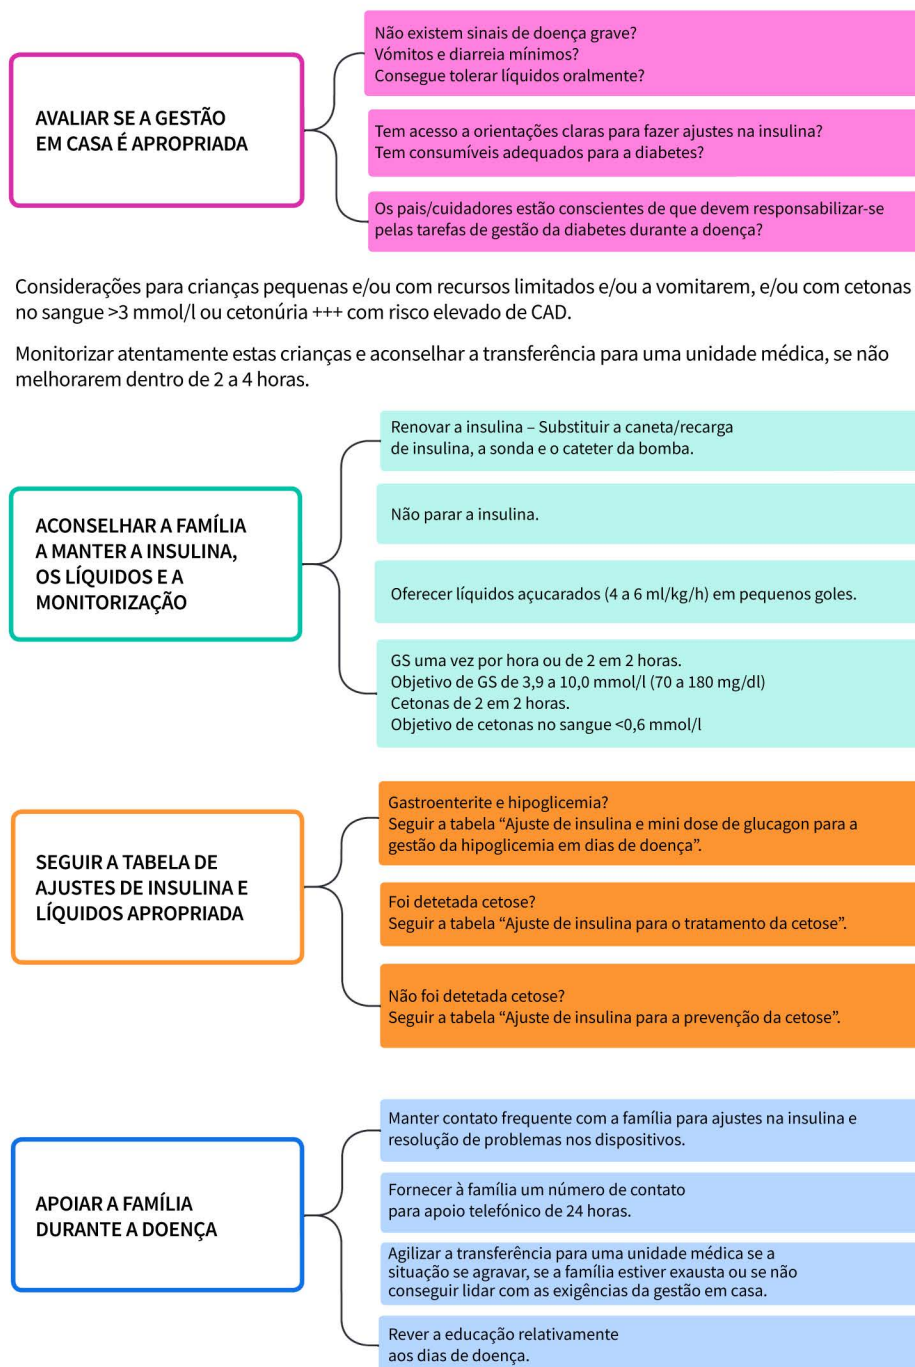 AVALIAR SE A GESTÃO
EM CASA É APROPRIADA
Não existem sinais de doença grave?
Vómitos e diarreia mínimos?
Consegue tolerar líquidos oralmente?
Tem acesso a orientações claras para fazer ajustes na insulina?
Tem consumíveis adequados para a diabetes?
Os pais/cuidadores estão conscientes de que devem responsabilizar-se
pelas tarefas de gestão da diabetes durante a doença?
Considerações para crianças pequenas e/ou com recursos limitados e/ou a vomitarem, e/ou com cetonas
no sangue >3 mmol/l ou cetonúria +++ com risco elevado de CAD.
Monitorizar atentamente estas crianças e aconselhar a transferência para uma unidade médica, se não
melhorarem dentro de 2 a 4 horas.
ACONSELHAR A FAMÍLIA
A MANTER A INSULINA,
OS LÍQUIDOS E A
MONITORIZAÇÃO
Renovar a insulina – Substituir a caneta/recarga
de insulina, a sonda e o cateter da bomba.
Não parar a insulina.
Oferecer líquidos açucarados (4 a 6 ml/kg/h) em pequenos goles.
GS uma vez por hora ou de 2 em 2 horas.
Objetivo de GS de 3,9 a 10,0 mmol/l (70 a 180 mg/dl)
Cetonas de 2 em 2 horas.
Objetivo de cetonas no sangue <0,6 mmol/l
SEGUIR A TABELA DE
AJUSTES DE INSULINA E
LÍQUIDOS APROPRIADA
Gastroenterite e hipoglicemia?
Seguir a tabela “Ajuste de insulina e mini dose de glucagon para a
gestão da hipoglicemia em dias de doença”.
Foi detetada cetose?
Seguir a tabela “Ajuste de insulina para o tratamento da cetose”.
Não foi detetada cetose?
Seguir a tabela “Ajuste de insulina para a prevenção da cetose”.
APOIAR A FAMÍLIA
DURANTE A DOENÇA
Manter contato frequente com a família para ajustes na insulina e
resolução de problemas nos dispositivos.
Fornecer à família um número de contato
para apoio telefónico de 24 horas.
Agilizar a transferência para uma unidade médica se a
situação se agravar, se a família estiver exausta ou se não
conseguir lidar com as exigências da gestão em casa.
Rever a educação relativamente
aos dias de doença.